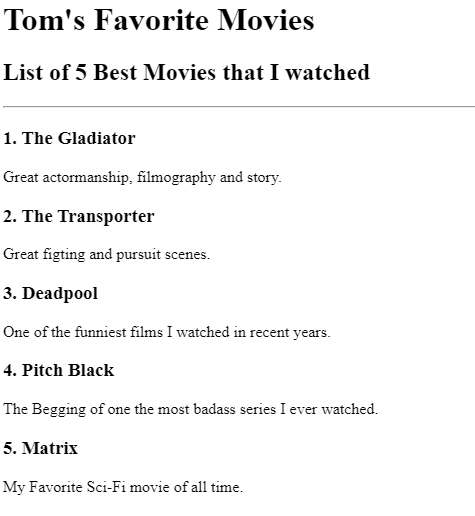 Tom's Favorite Movies
List of 5 Best Movies that I watched
1. The Gladiator
Great actormanship, filmography and story.
2. The Transporter
Great figting and pursuit scenes.
3. Deadpool
One of the funniest films I watched in recent years.
4. Pitch Black
The Begging of one the most badass series I ever watched.
5. Matrix
My Favorite Sci-Fi movie of all time.